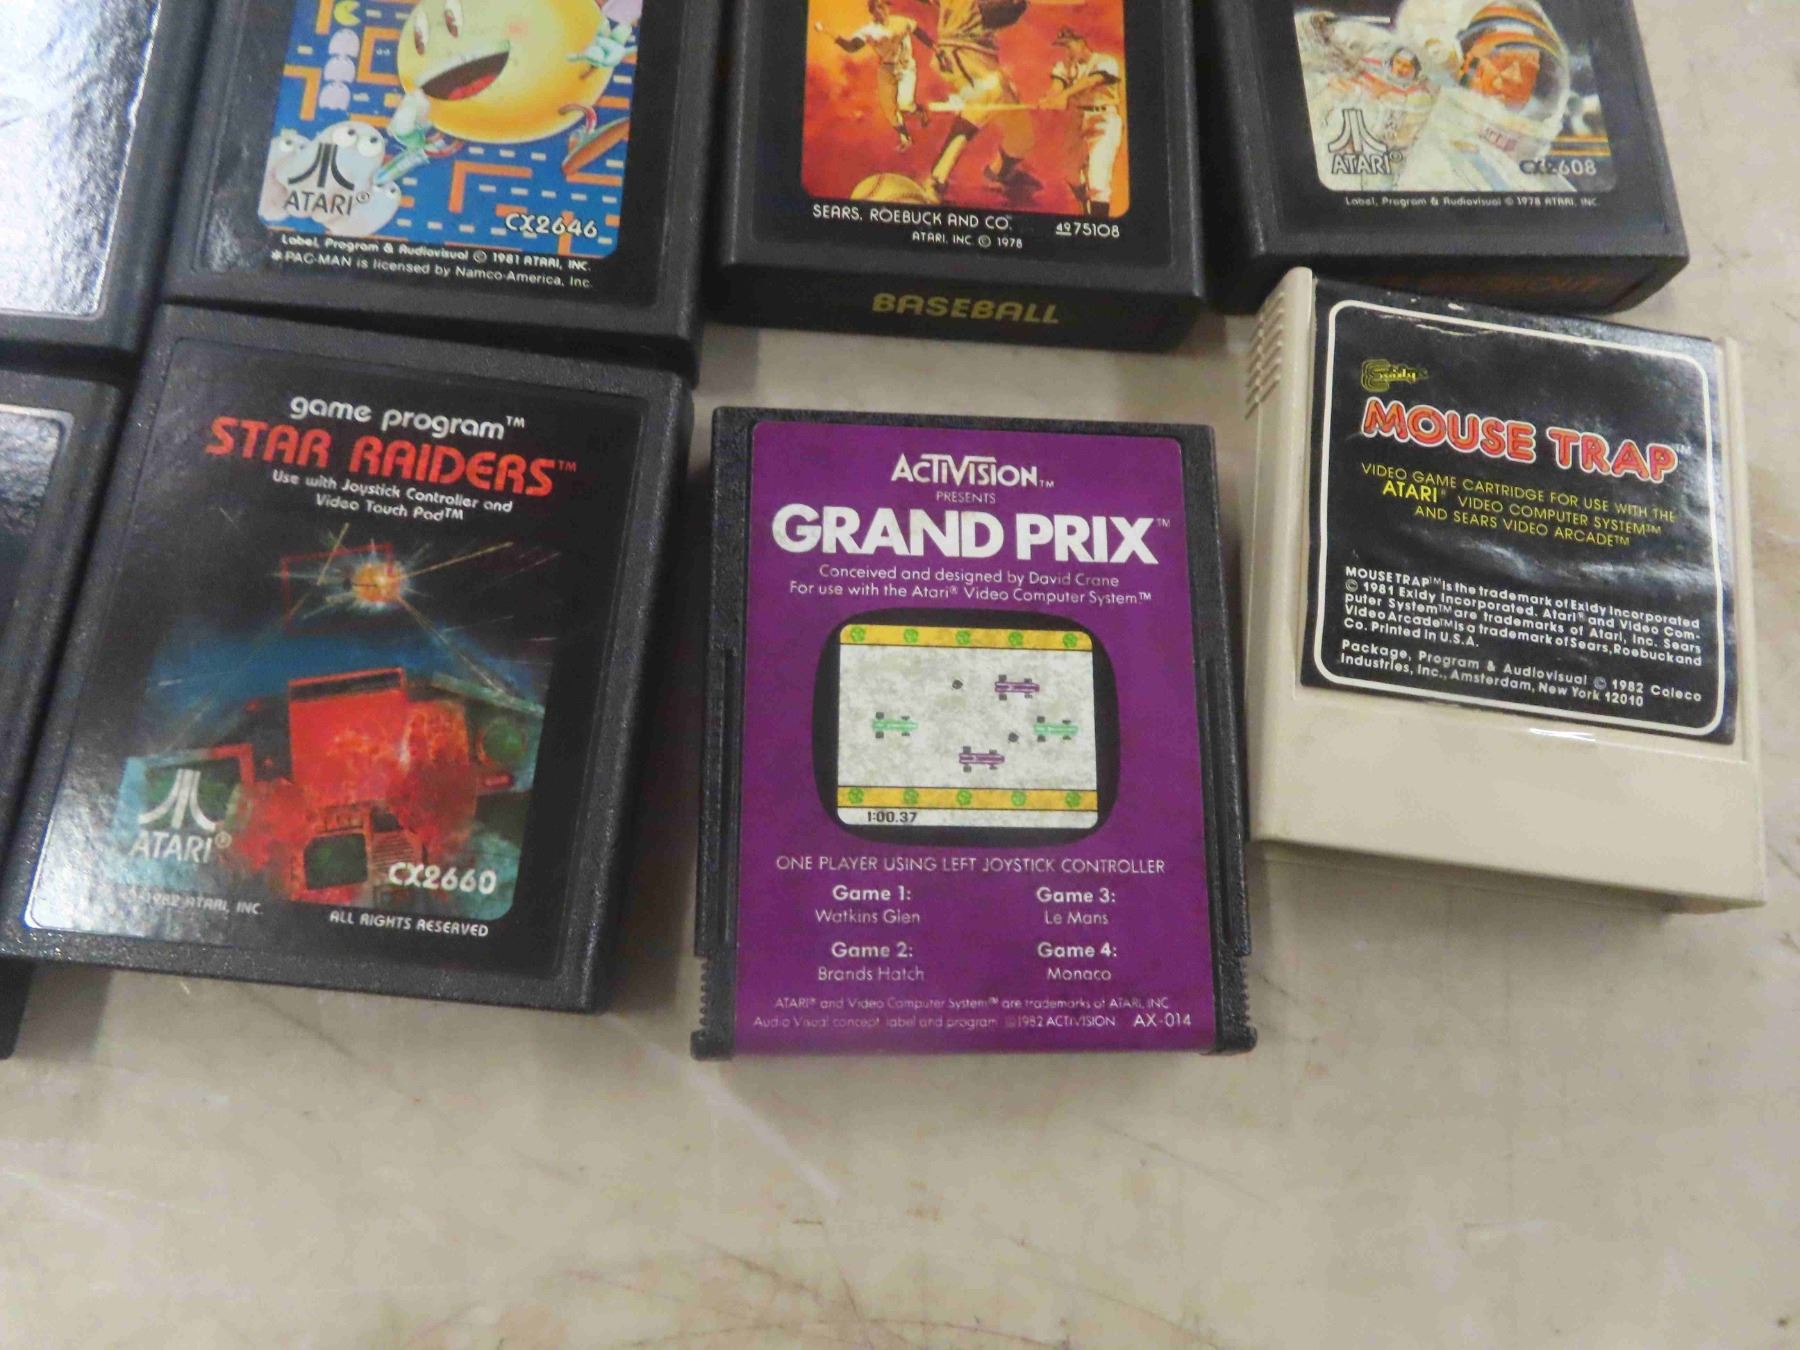 ATARI®
CX2646
Label, Program & Audiovisual © 1981 ATARI, INC.
*PAC-MAN is licensed by Namco-America, Inc.
SEARS, ROEBUCK AND CO.
49 75108
ATARI, INC. © 1978
BASEBALL
ATARI®
CX2608
Label, Program & Audiovisual © 1978 ATARI, INC.
game program™
STAR RAIDERS™
Use with Joystick Controller and
Video Touch Pad™
ATARI®
CX2660
1982 ATARI, INC.
ALL RIGHTS RESERVED
ACTIVISION™
PRESENTS
GRAND PRIX™
Conceived and designed by David Crane
For use with the Atari® Video Computer System.™
1:00.37
ONE PLAYER USING LEFT JOYSTICK CONTROLLER
Game 1:
Watkins Glen
Game 2:
Brands Hatch
Game 3:
Le Mans
Game 4:
Monaco
ATARI® and Video Computer System™ are trademarks of ATARI, INC.
Audio Visual concept, label and program ©1982 ACTIVISION AX-014
Exidy
MOUSE TRAP™
VIDEO GAME CARTRIDGE FOR USE WITH THE
ATARI® VIDEO COMPUTER SYSTEM™
AND SEARS VIDEO ARCADE™
MOUSE TRAP™ is the trademark of Exidy Incorporated
© 1981 Exidy Incorporated. Atari® and Video Com-
puter System™ are trademarks of Atari, Inc. Sears
Video Arcade™ is a trademark of Sears, Roebuck and
Co. Printed in U.S.A.
Package, Program & Audiovisual © 1982 Coleco
Industries, Inc., Amsterdam, New York 12010